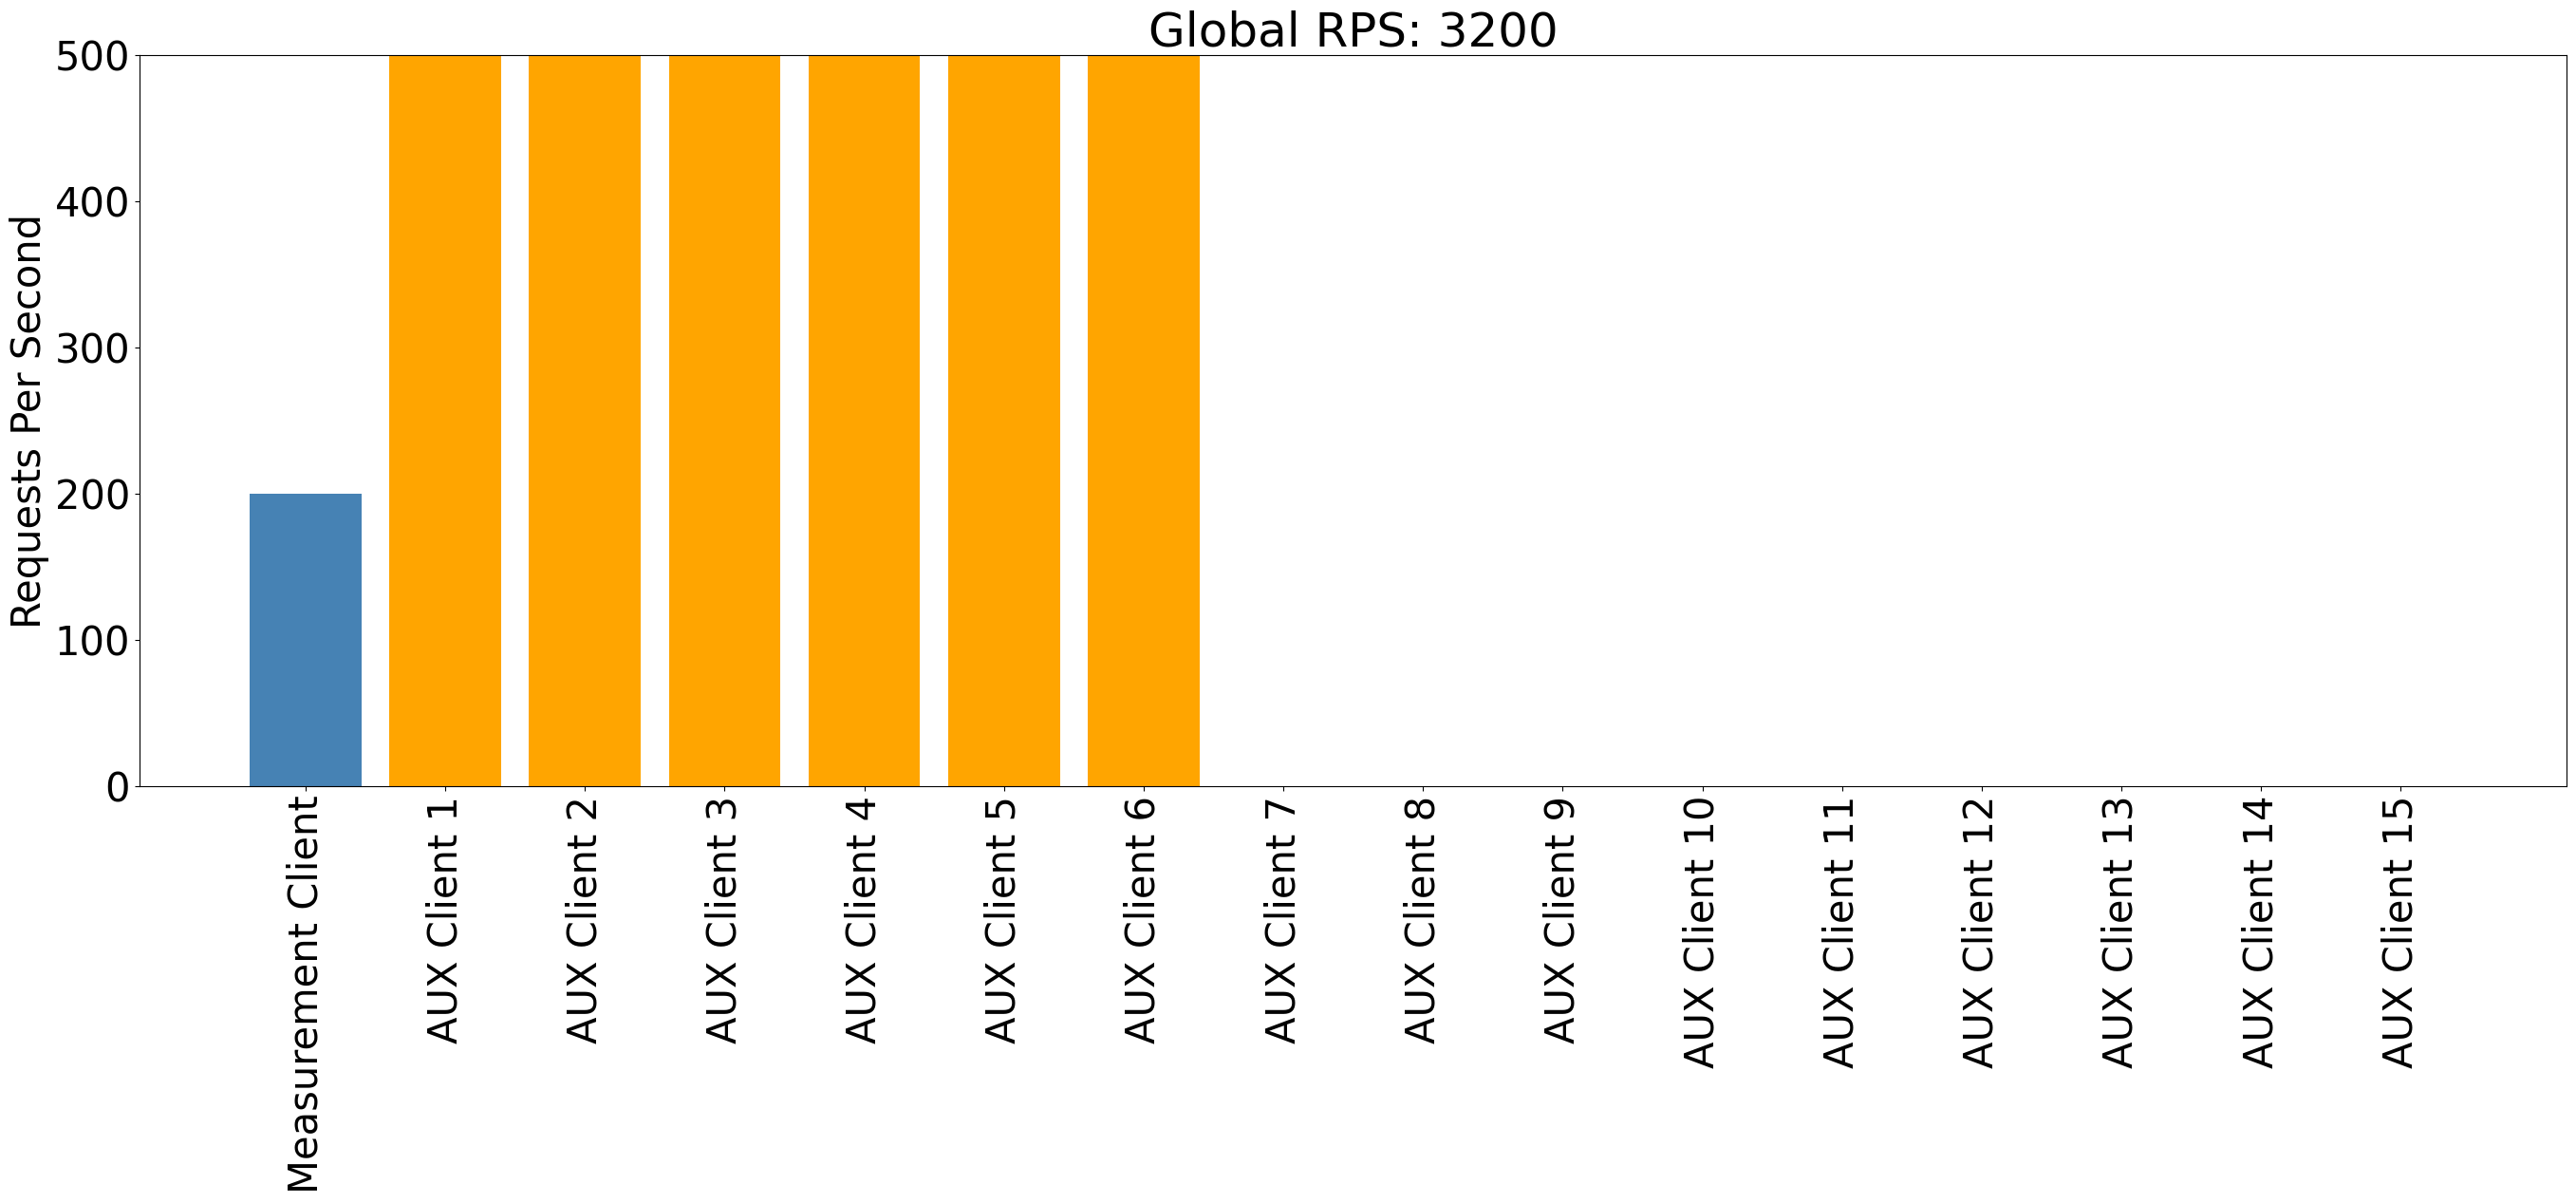 Global RPS: 3200
Requests Per Second
500
400
300
200
100
0
Measurement Client
AUX Client 1
AUX Client 2
AUX Client 3
AUX Client 4
AUX Client 5
AUX Client 6
AUX Client 7
AUX Client 8
AUX Client 9
AUX Client 10
AUX Client 11
AUX Client 12
AUX Client 13
AUX Client 14
AUX Client 15